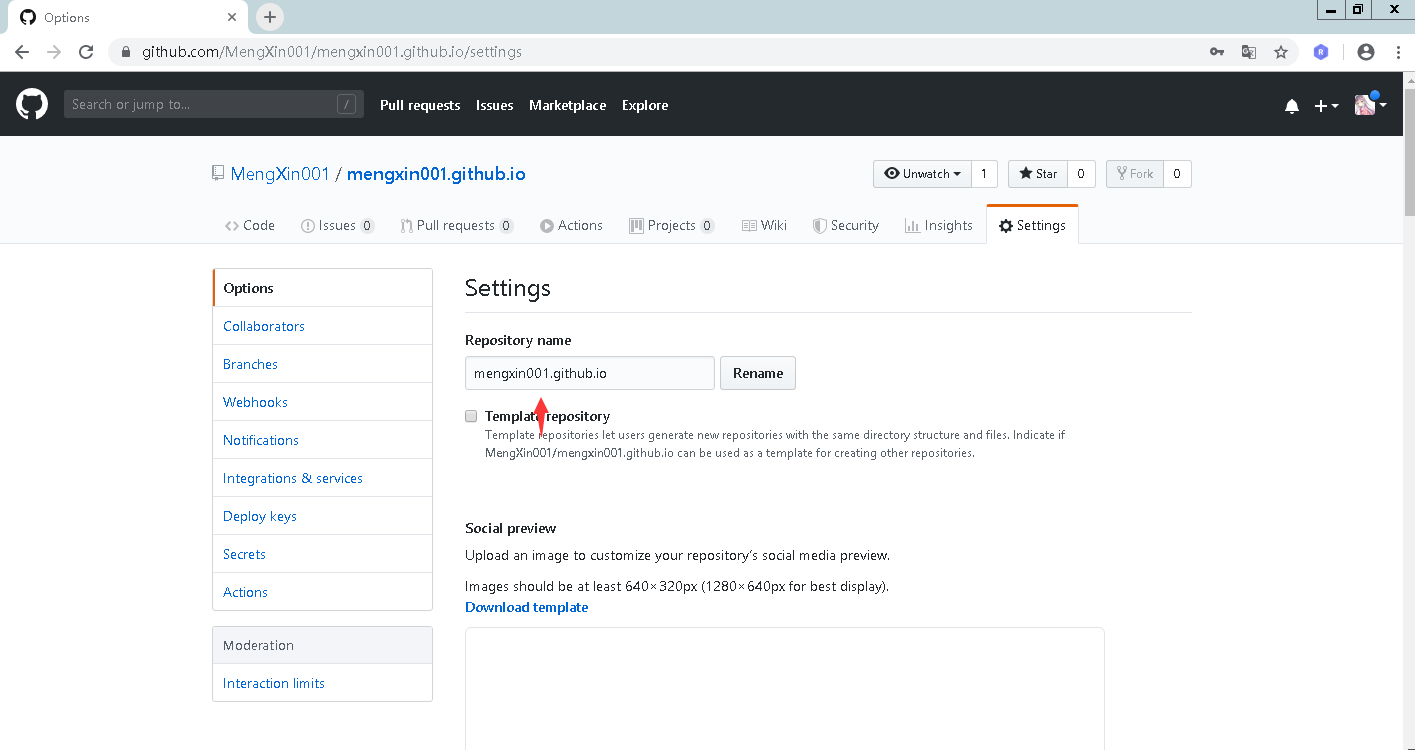 Options
github.com/MengXin001/mengxin001.github.io/settings
Search or jump to... / Pull requests Issues Marketplace Explore
MengXin001 / mengxin001.github.io Unwatch 1 Star 0 Fork 0
Code Issues 0 Pull requests 0 Actions Projects 0 Wiki Security Insights Settings
Options
Collaborators
Branches
Webhooks
Notifications
Integrations & services
Deploy keys
Secrets
Actions
Moderation
Interaction limits
Settings
Repository name
mengxin001.github.io Rename
Template repository
Template repositories let users generate new repositories with the same directory structure and files. Indicate if
MengXin001/mengxin001.github.io can be used as a template for creating other repositories.
Social preview
Upload an image to customize your repository's social media preview.
Images should be at least 640×320px (1280×640px for best display).
Download template